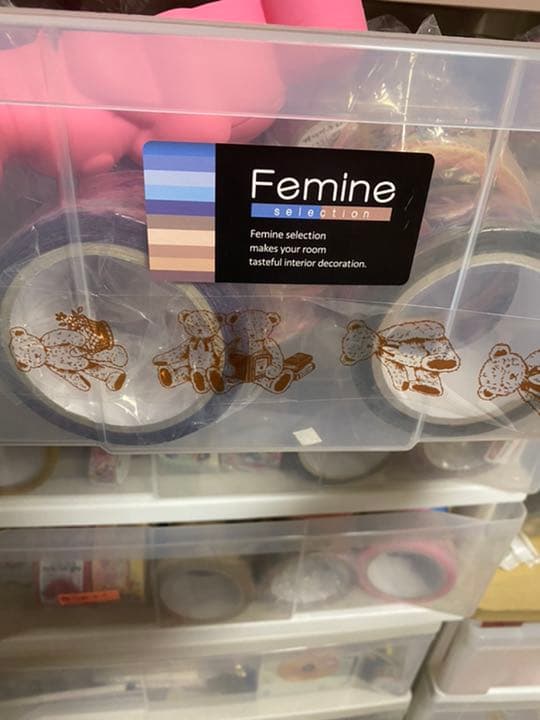 Femine
selection
Femine selection
makes your room
tasteful interior decoration.